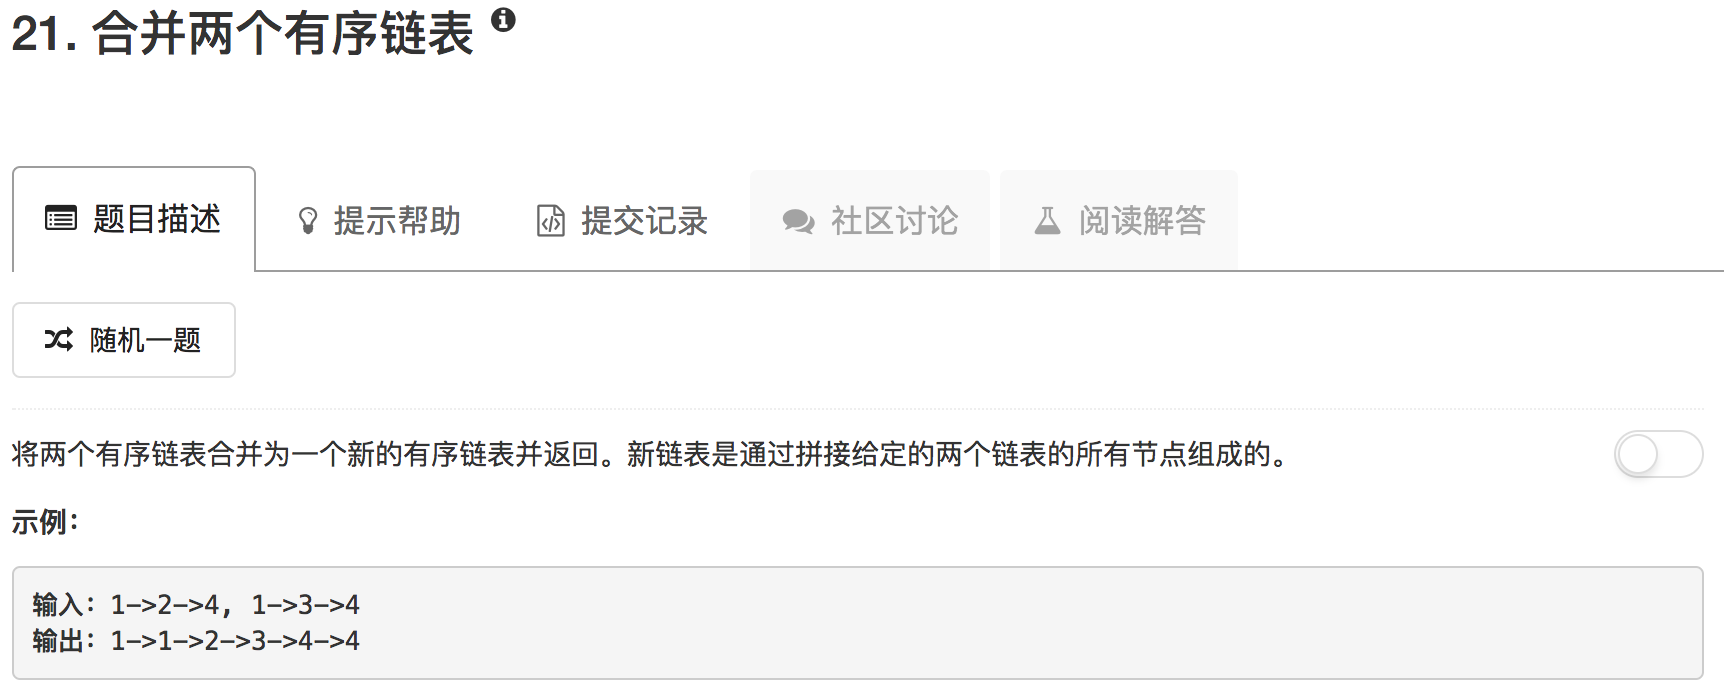 21. 合并两个有序链表
题目描述 提示帮助 提交记录 社区讨论 阅读解答
随机一题
将两个有序链表合并为一个新的有序链表并返回。新链表是通过拼接给定的两个链表的所有节点组成的。
示例：
输入：1->2->4, 1->3->4
输出：1->1->2->3->4->4